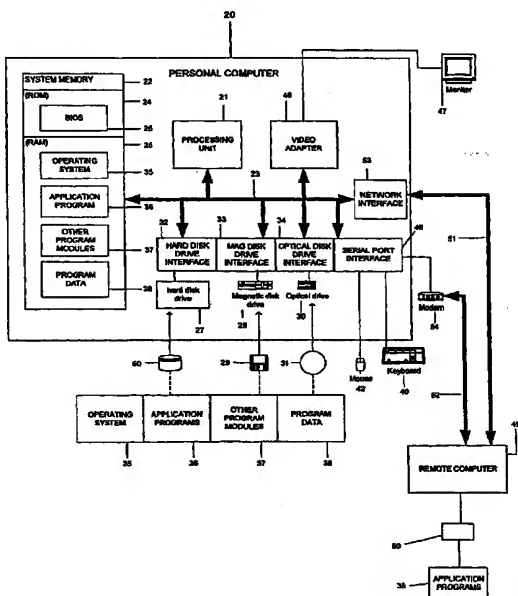 20
PERSONAL COMPUTER
SYSTEM MEMORY
22
(ROM)
24
BIOS
26
(RAM)
25
OPERATING SYSTEM
35
APPLICATION PROGRAM
36
OTHER PROGRAM MODULES
37
PROGRAM DATA
38
21
PROCESSING UNIT
48
VIDEO ADAPTER
Moniter
47
23
53
NETWORK INTERFACE
51
32
HARD DISK DRIVE INTERFACE
33
MAG DISK DRIVE INTERFACE
34
OPTICAL DISK DRIVE INTERFACE
46
SERIAL PORT INTERFACE
hard disk drive
27
Magnetic disk drive
28
Optical drive
30
Modem
54
60
29
31
Mouse
42
Keyboard
40
52
OPERATING SYSTEM
APPLICATION PROGRAMS
OTHER PROGRAM MODULES
PROGRAM DATA
35
36
37
38
49
REMOTE COMPUTER
50
36
APPLICATION PROGRAMS